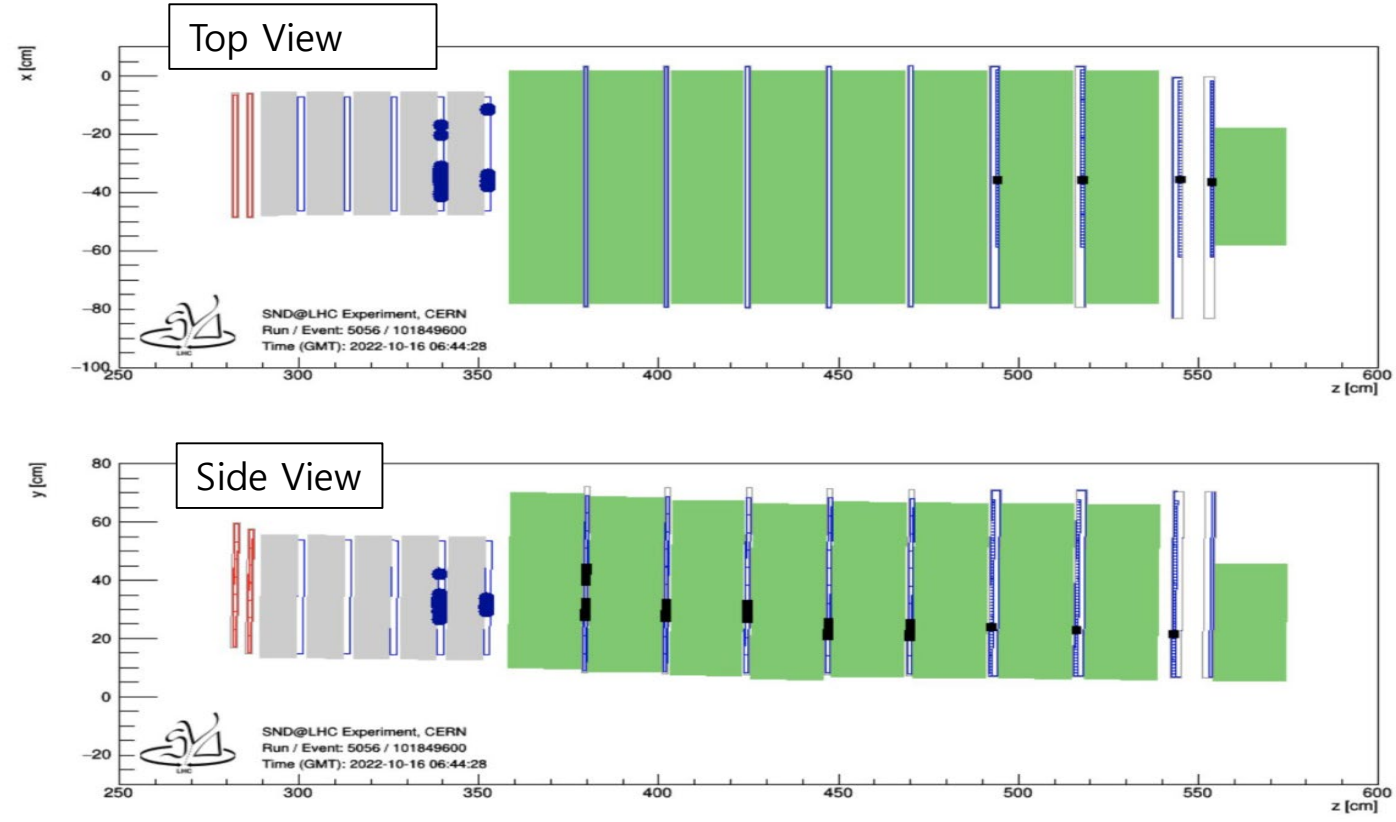 Top View
x [cm]
0
−20
−40
−60
−80
−100
SND@LHC Experiment, CERN
Run / Event: 5056 / 101849600
Time (GMT): 2022-10-16 06:44:28
LHC
250 300 350 400 450 500 550 600
z [cm]
Side View
y [cm]
80
60
40
20
0
−20
SND@LHC Experiment, CERN
Run / Event: 5056 / 101849600
Time (GMT): 2022-10-16 06:44:28
LHC
250 300 350 400 450 500 550 600
z [cm]